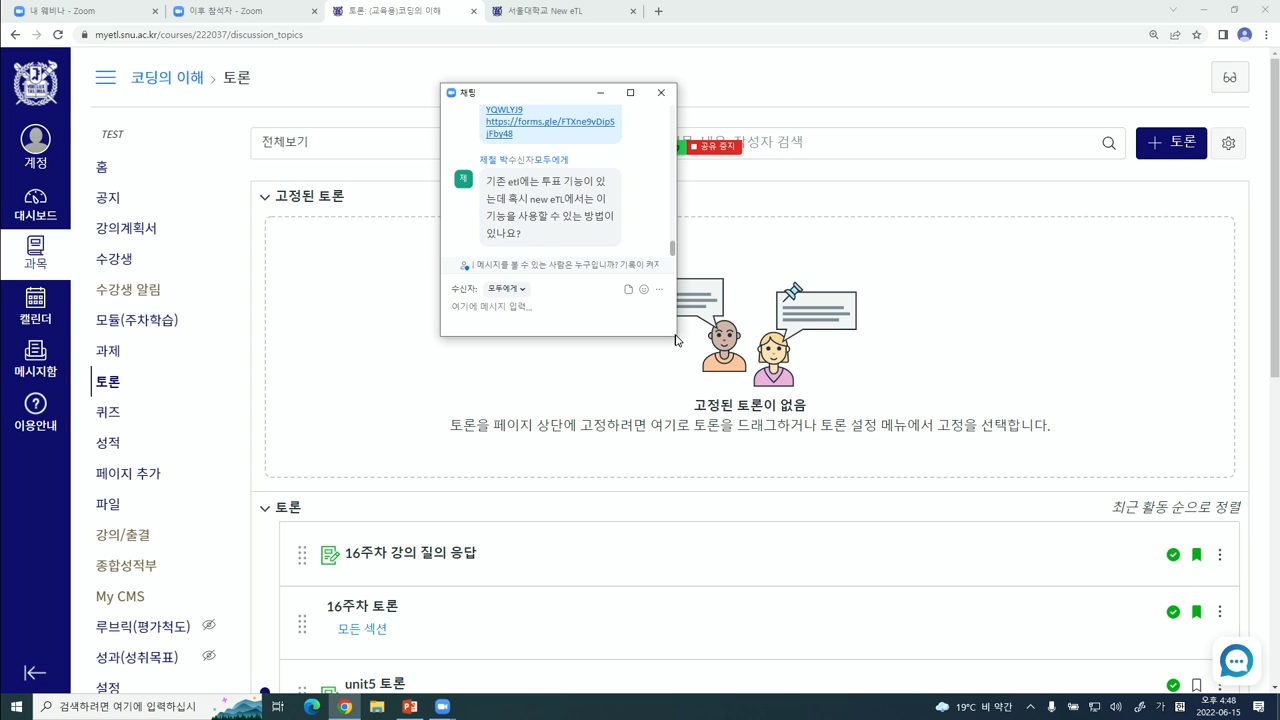 내 웨비나 - Zoom
이후 참석자 - Zoom
토론: (교육용)코딩의 이해
서울대학교 New eTL
myetl.snu.ac.kr/courses/222037/discussion_topics
코딩의 이해 › 토론
계정
대시보드
과목
캘린더
메시지함
이용안내
TEST
홈
공지
강의계획서
수강생
수강생 알림
모듈(주차학습)
과제
토론
퀴즈
성적
페이지 추가
파일
강의/출결
종합성적부
My CMS
루브릭(평가척도)
성과(성취목표)
설정
전체보기
작성자 검색
공유 중지
+ 토론
채팅
YQWLYJ9
https://forms.gle/FTXne9vDipS
jFby48
제철 박수신자모두에게
제
기존 etl에는 투표 기능이 있
는데 혹시 new eTL에서는 이
기능을 사용할 수 있는 방법이
있나요?
메시지를 볼 수 있는 사람은 누구입니까? 기록이 켜지
수신자: 모두에게
여기에 메시지 입력...
고정된 토론
고정된 토론이 없음
토론을 페이지 상단에 고정하려면 여기로 토론을 드래그하거나 토론 설정 메뉴에서 고정을 선택합니다.
토론
최근 활동 순으로 정렬
16주차 강의 질의 응답
16주차 토론
모든 섹션
unit5 토론
검색하려면 여기에 입력하십시
19°C 비 약간
가
오후 4:48
2022-06-15